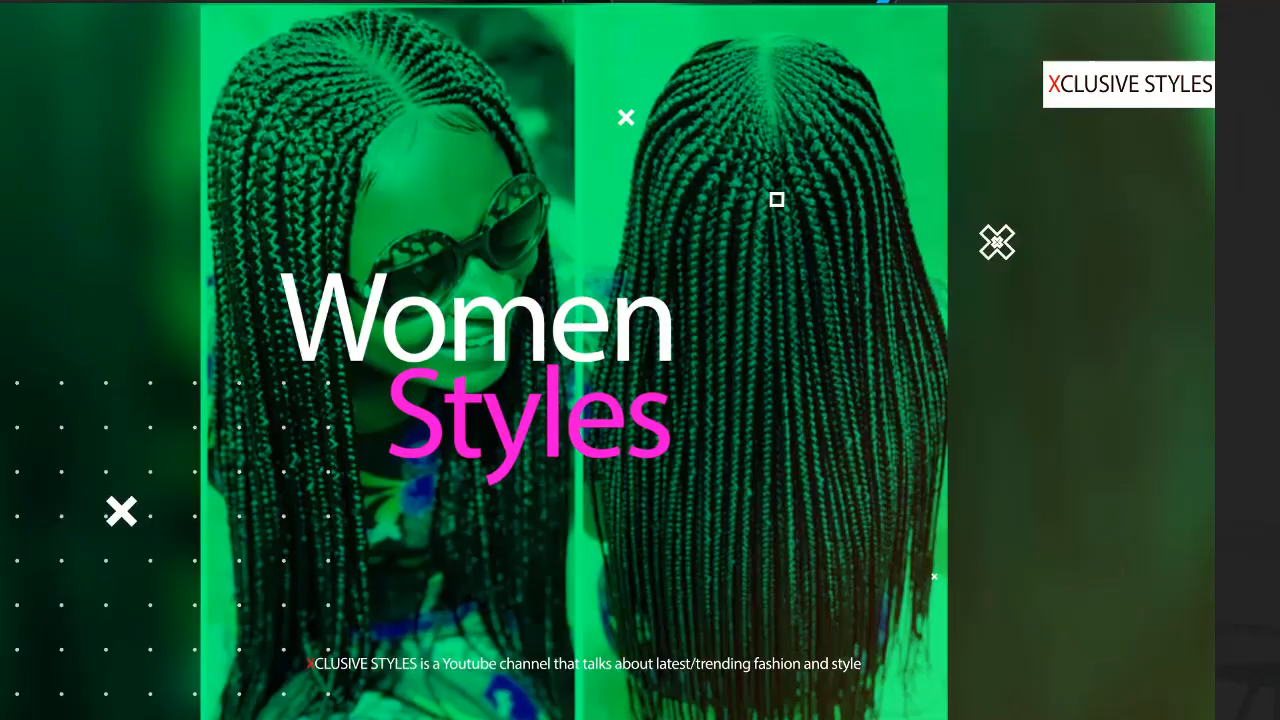 XCLUSIVE STYLES
Women
Styles
XCLUSIVE STYLES is a Youtube channel that talks about latest/trending fashion and style